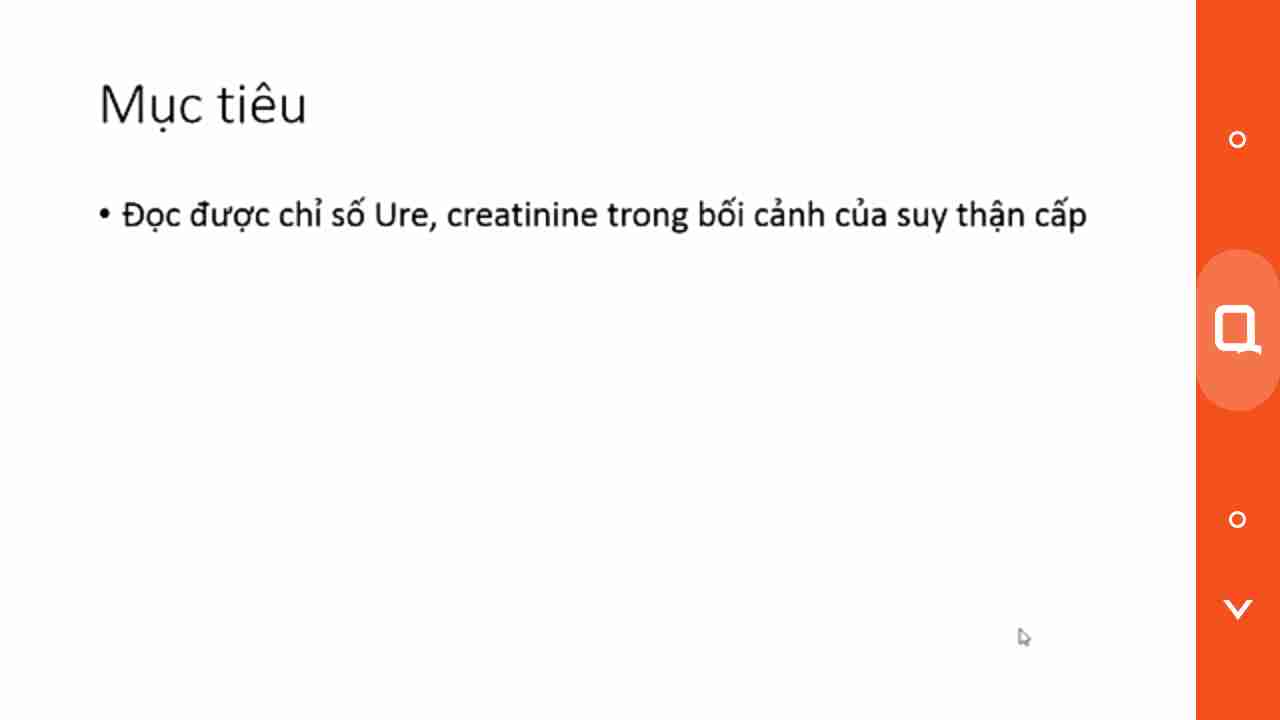 Mục tiêu
• Đọc được chỉ số Ure, creatinine trong bối cảnh của suy thận cấp